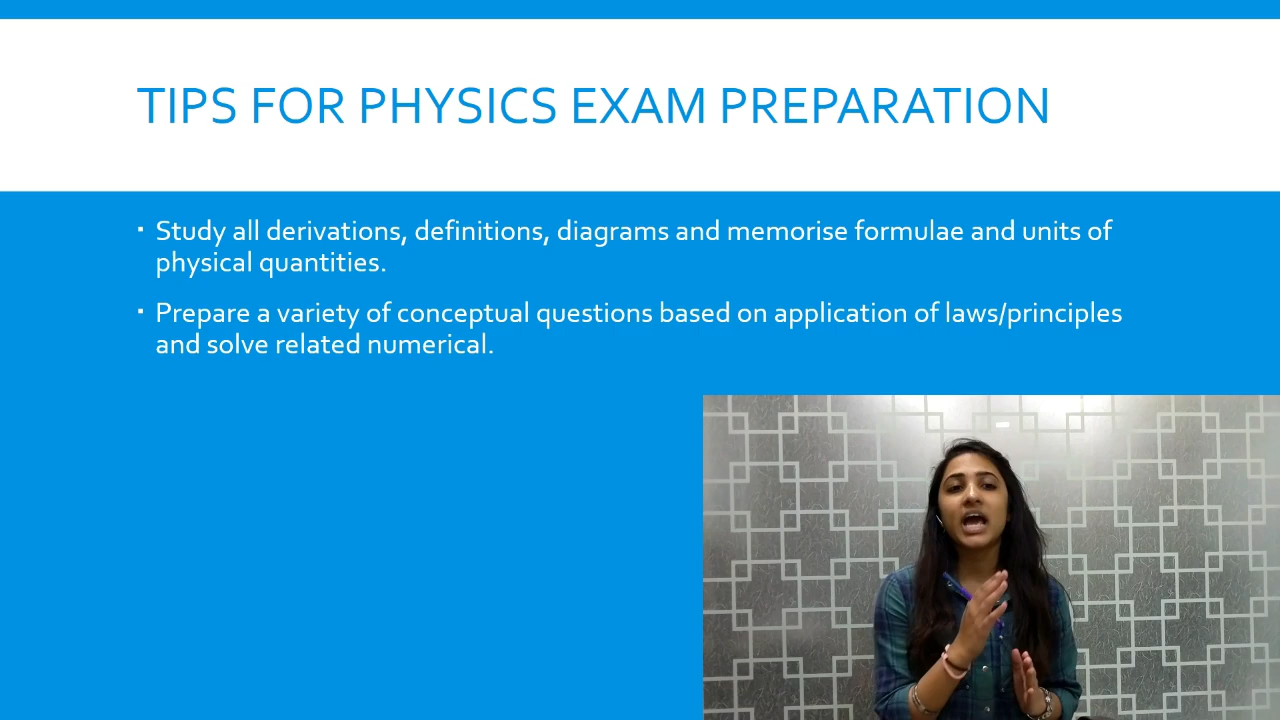 TIPS FOR PHYSICS EXAM PREPARATION
▪ Study all derivations, definitions, diagrams and memorise formulae and units of
physical quantities.
▪ Prepare a variety of conceptual questions based on application of laws/principles
and solve related numerical.